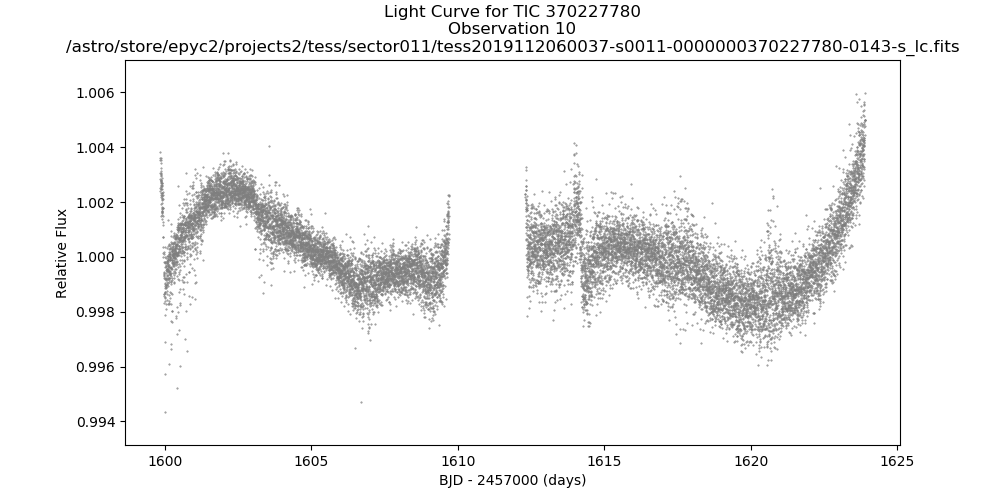 Light Curve for TIC 370227780
Observation 10
/astro/store/epyc2/projects2/tess/sector011/tess2019112060037-s0011-0000000370227780-0143-s_lc.fits
1.006
1.004
1.002
1.000
0.998
0.996
0.994
Relative Flux
1600
1605
1610
1615
1620
1625
BJD - 2457000 (days)